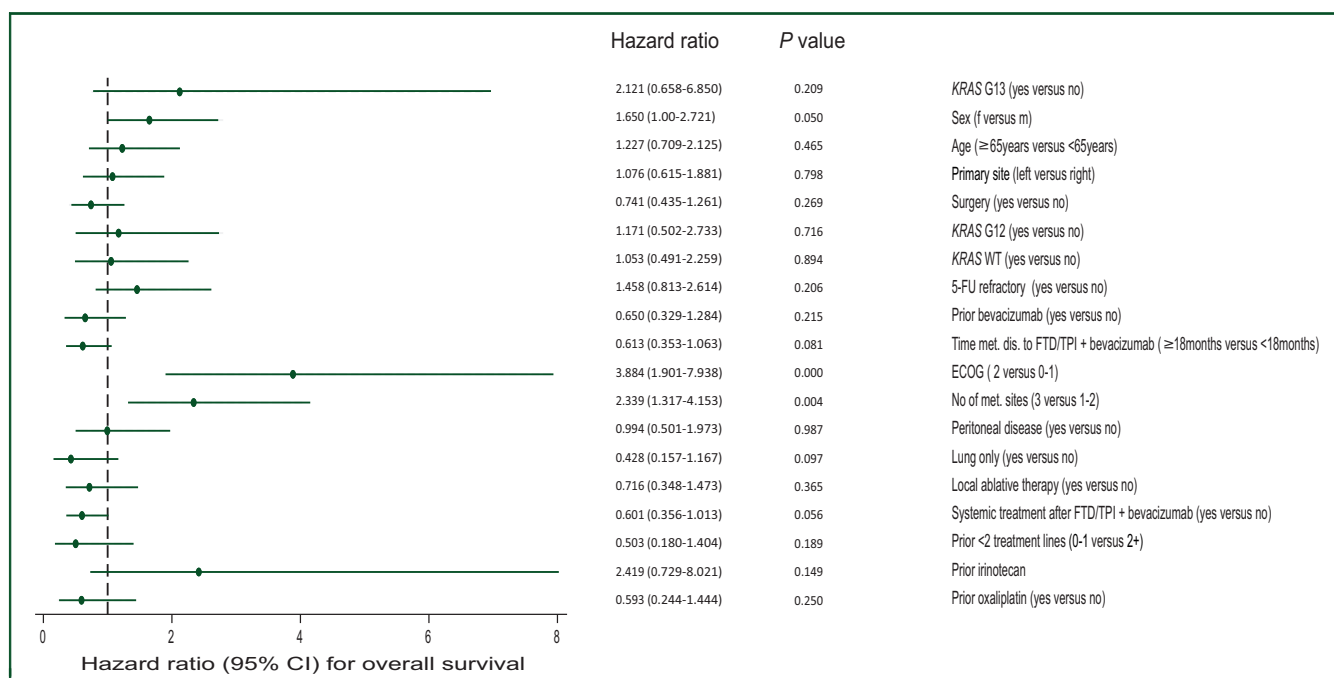 Hazard ratio P value
2.121 (0.658-6.850) 0.209 KRAS G13 (yes versus no)
1.650 (1.00-2.721) 0.050 Sex (f versus m)
1.227 (0.709-2.125) 0.465 Age (≥65years versus <65years)
1.076 (0.615-1.881) 0.798 Primary site (left versus right)
0.741 (0.435-1.261) 0.269 Surgery (yes versus no)
1.171 (0.502-2.733) 0.716 KRAS G12 (yes versus no)
1.053 (0.491-2.259) 0.894 KRAS WT (yes versus no)
1.458 (0.813-2.614) 0.206 5-FU refractory (yes versus no)
0.650 (0.329-1.284) 0.215 Prior bevacizumab (yes versus no)
0.613 (0.353-1.063) 0.081 Time met. dis. to FTD/TPI + bevacizumab ( ≥18months versus <18months)
3.884 (1.901-7.938) 0.000 ECOG ( 2 versus 0-1)
2.339 (1.317-4.153) 0.004 No of met. sites (3 versus 1-2)
0.994 (0.501-1.973) 0.987 Peritoneal disease (yes versus no)
0.428 (0.157-1.167) 0.097 Lung only (yes versus no)
0.716 (0.348-1.473) 0.365 Local ablative therapy (yes versus no)
0.601 (0.356-1.013) 0.056 Systemic treatment after FTD/TPI + bevacizumab (yes versus no)
0.503 (0.180-1.404) 0.189 Prior <2 treatment lines (0-1 versus 2+)
2.419 (0.729-8.021) 0.149 Prior irinotecan
0.593 (0.244-1.444) 0.250 Prior oxaliplatin (yes versus no)
0 2 4 6 8
Hazard ratio (95% CI) for overall survival